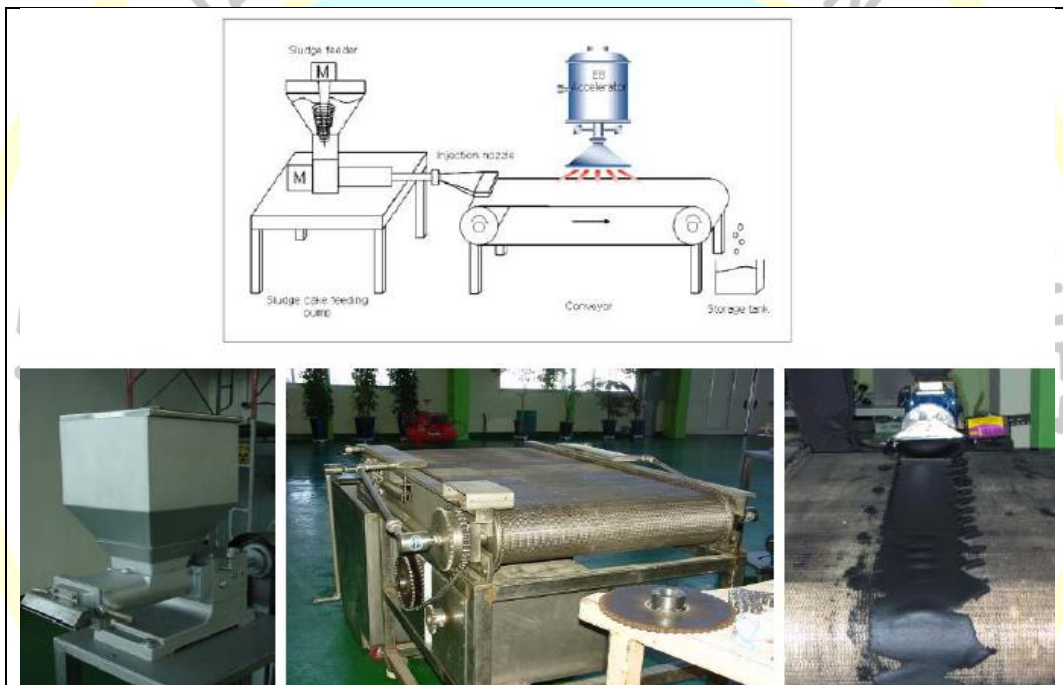 Sludge feeder
M
EB
Accelerator
Injection nozzle
M
Sludge cake feeding
pump
Conveyor
Storage tank